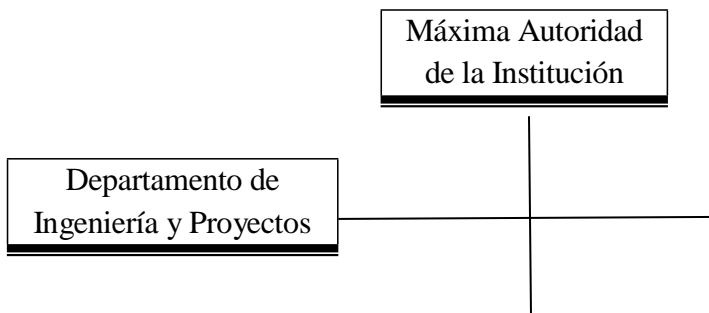 Máxima Autoridad
de la Institución
Departamento de
Ingeniería y Proyectos